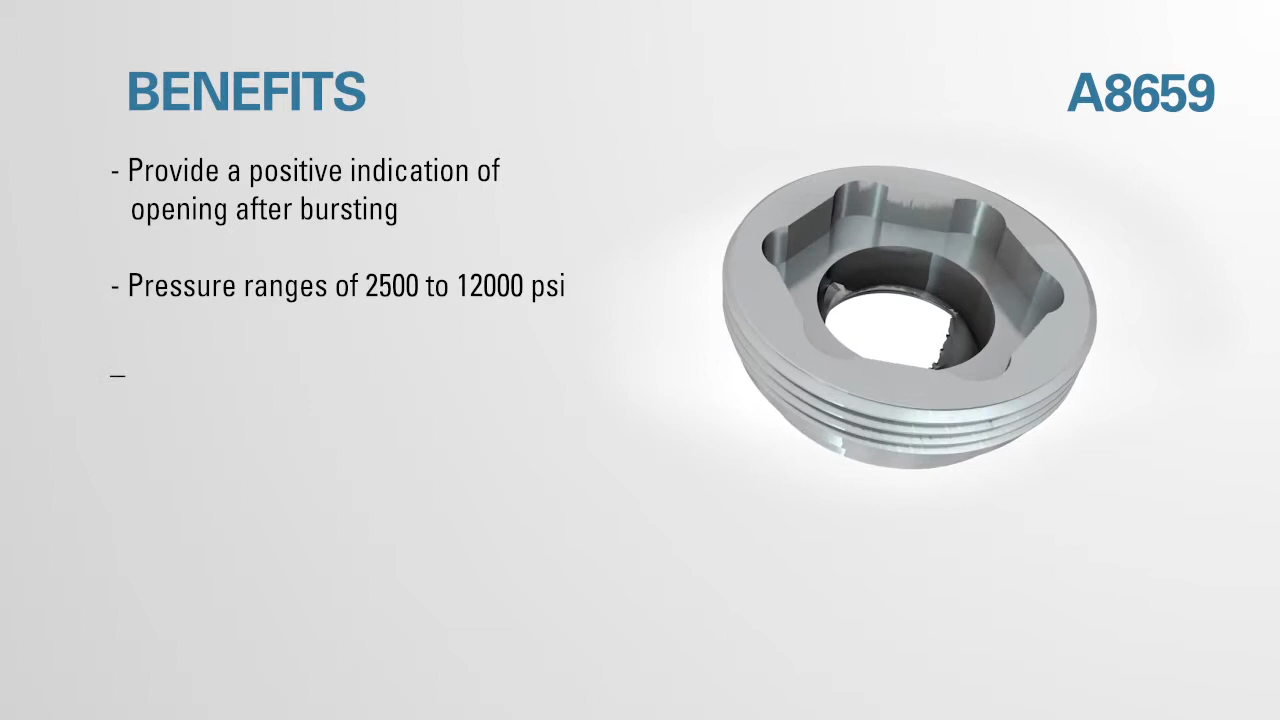 BENEFITS
A8659
- Provide a positive indication of
opening after bursting
- Pressure ranges of 2500 to 12000 psi
_